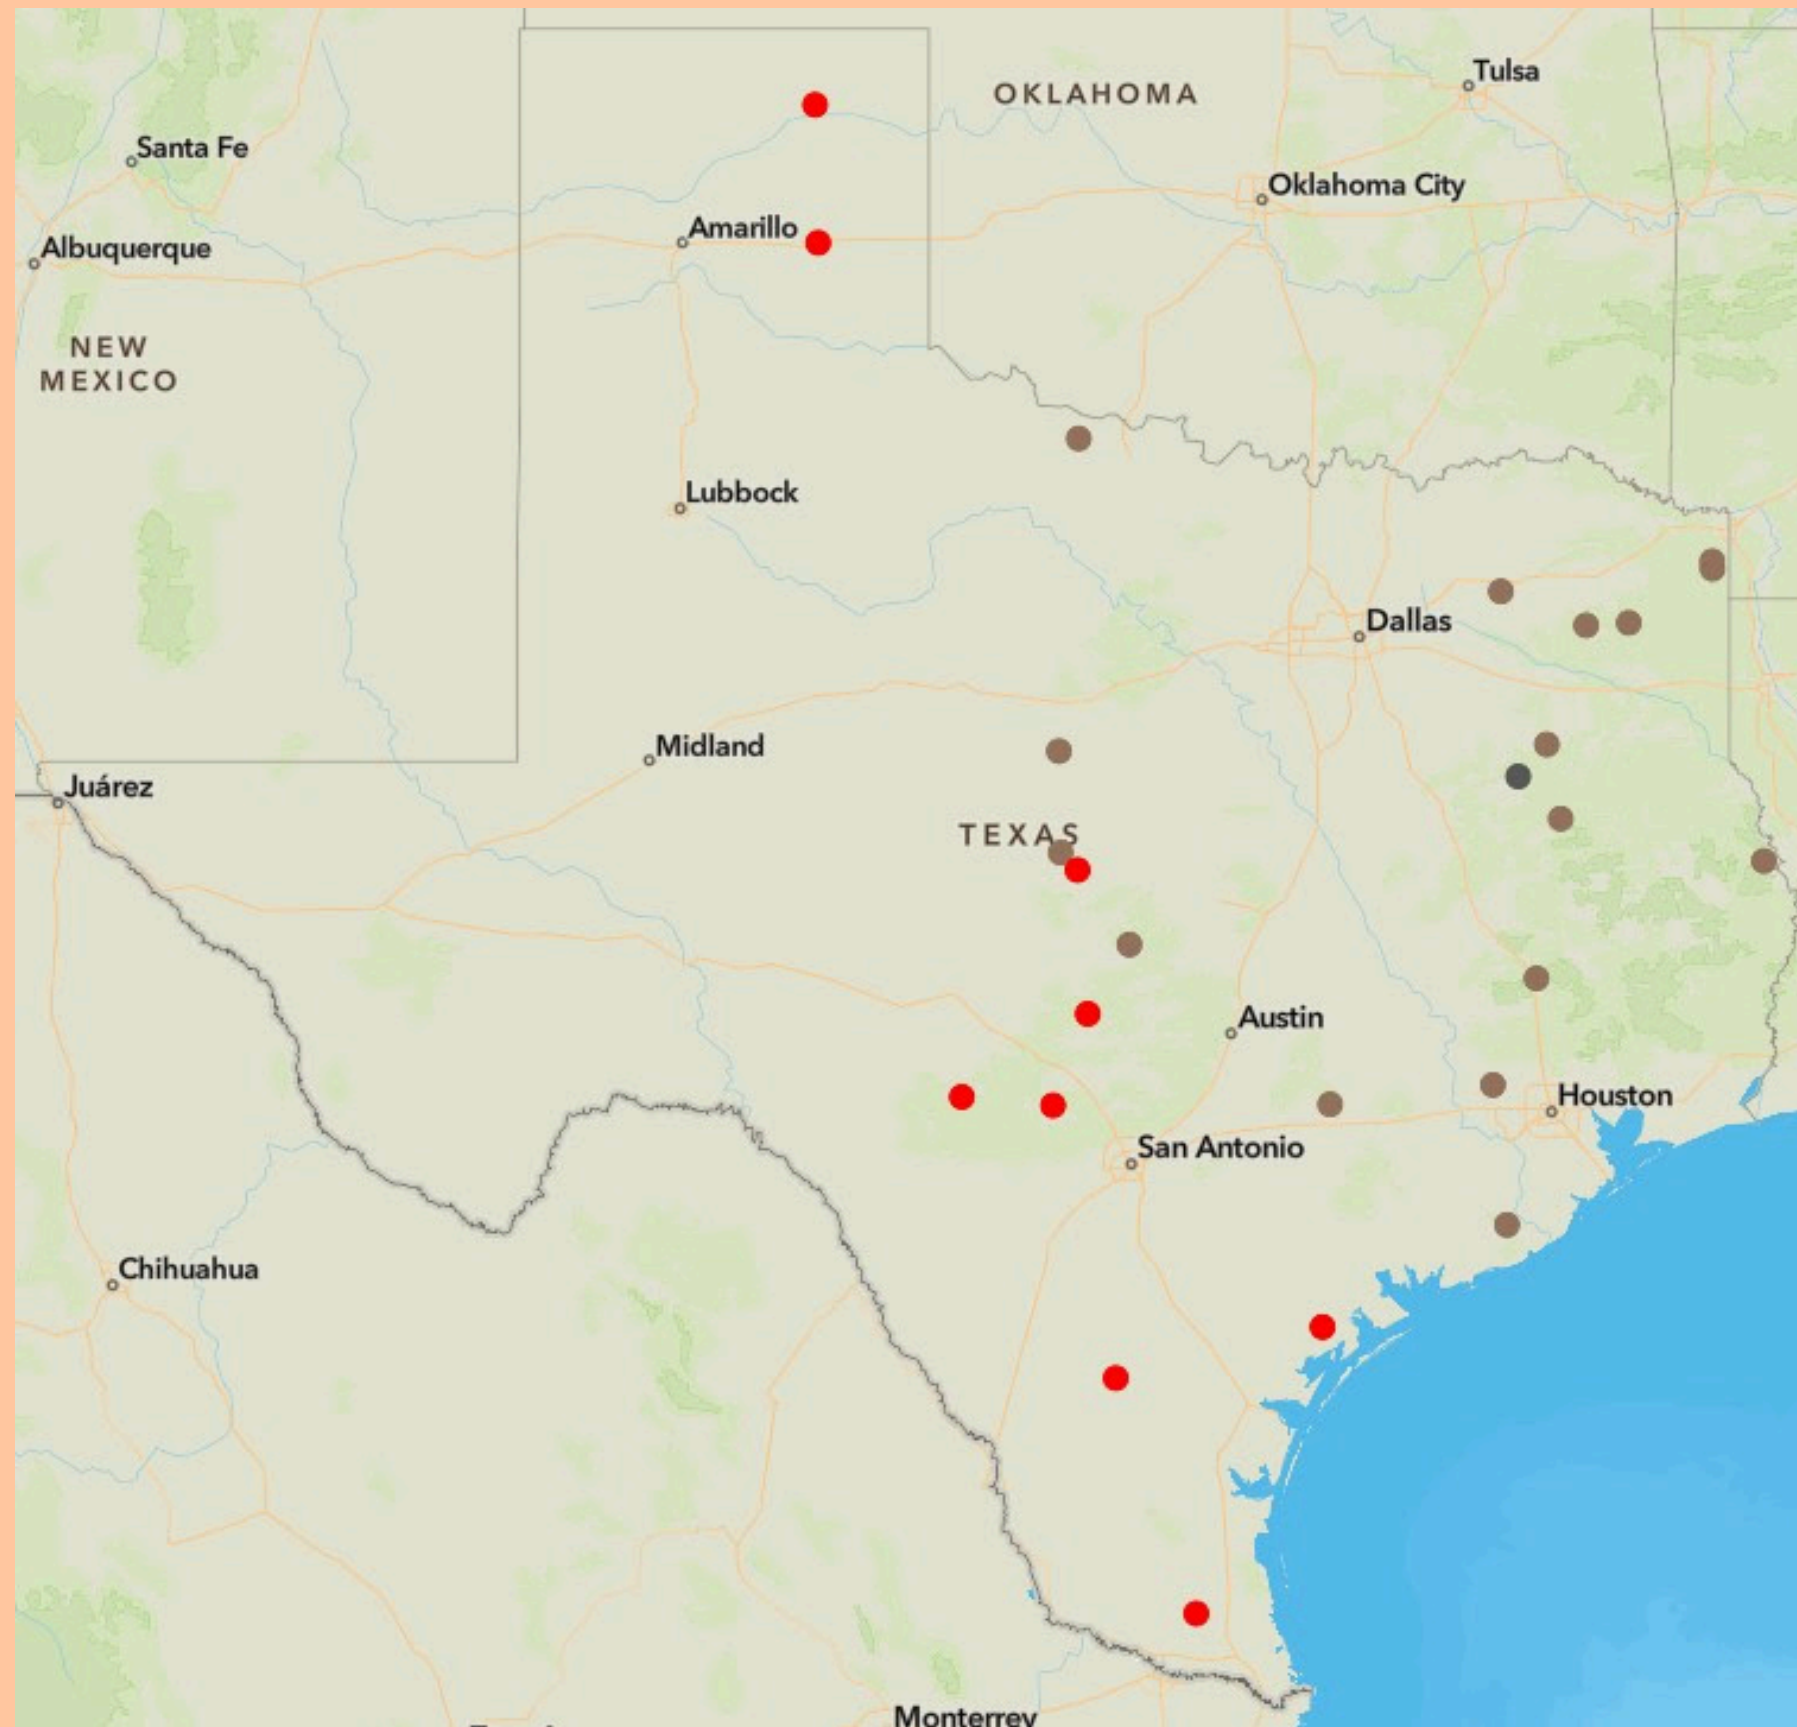 Tulsa
OKLAHOMA
Santa Fe
Oklahoma City
Amarillo
Albuquerque
NEW
MEXICO
Lubbock
Dallas
Midland
Juárez
TEXAS
Austin
Houston
San Antonio
Chihuahua
Monterrey